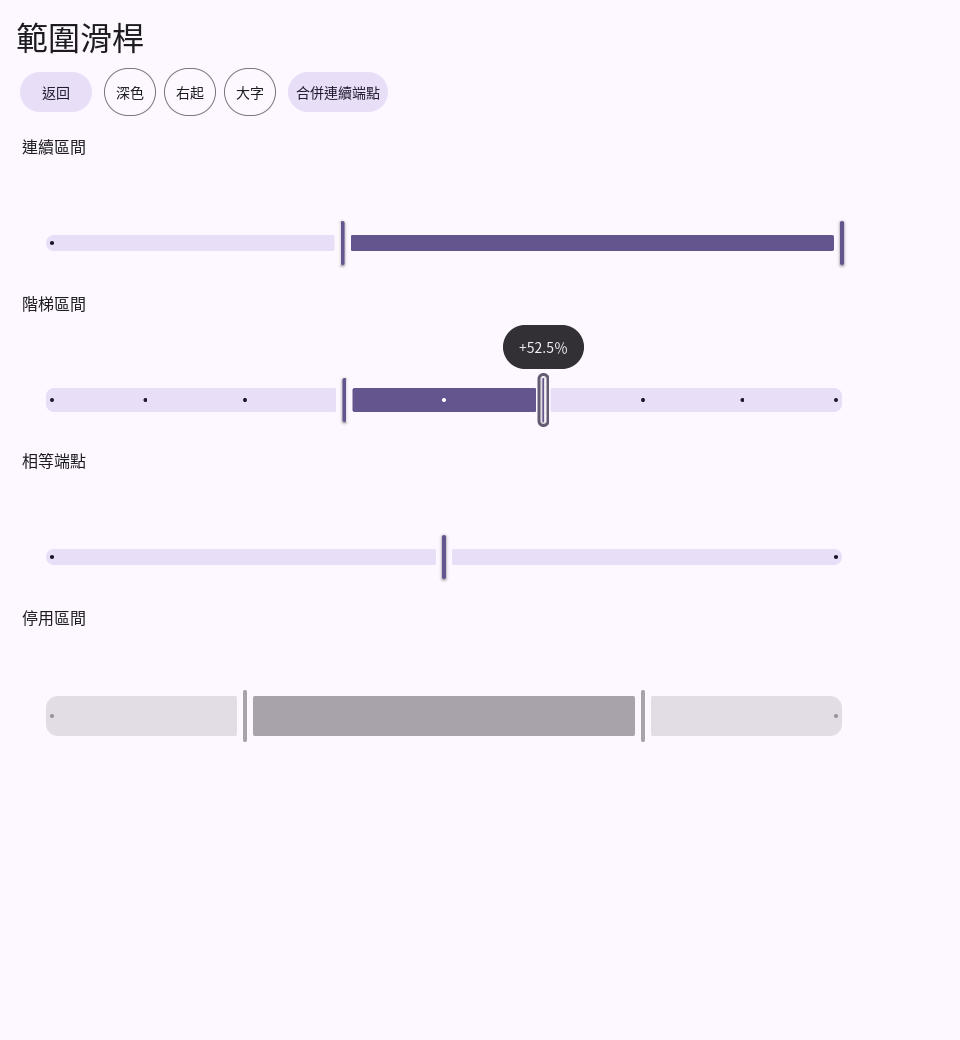 範圍滑桿
返回 深色 右起 大字 合併連續端點
連續區間
階梯區間
+52.5%
相等端點
停用區間